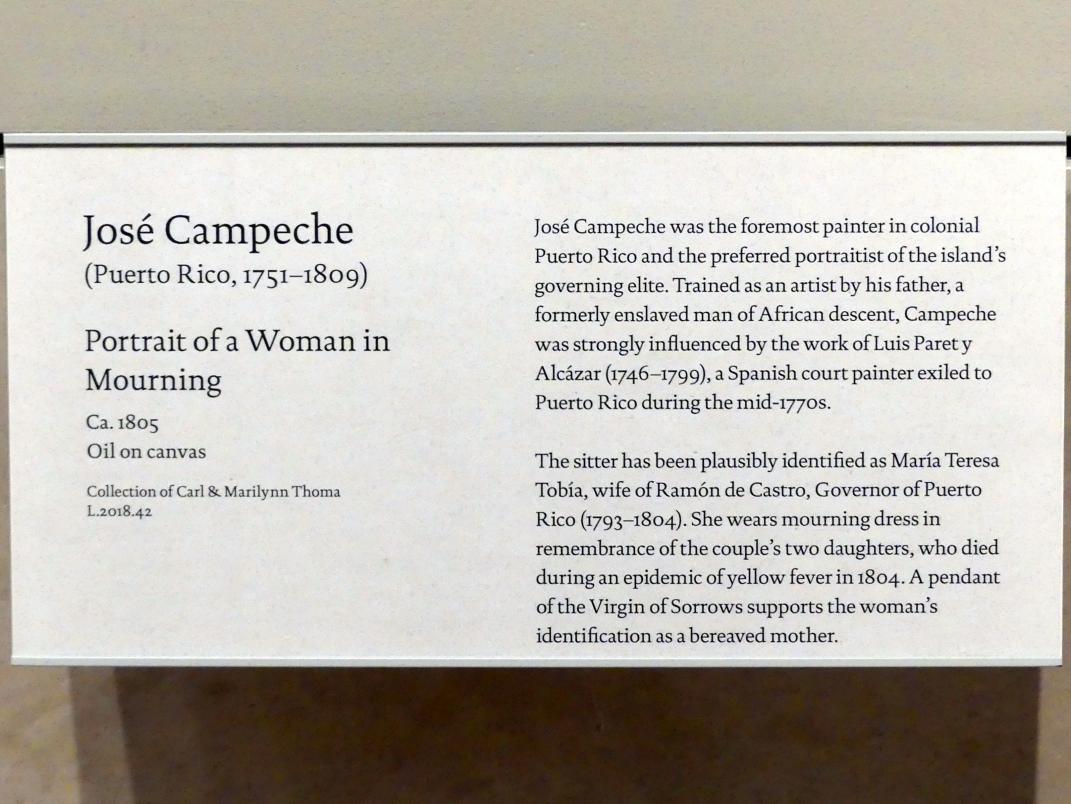 José Campeche
(Puerto Rico, 1751–1809)
Portrait of a Woman in
Mourning
Ca. 1805
Oil on canvas
Collection of Carl & Marilynn Thoma
L.2018.42
José Campeche was the foremost painter in colonial
Puerto Rico and the preferred portraitist of the island's
governing elite. Trained as an artist by his father, a
formerly enslaved man of African descent, Campeche
was strongly influenced by the work of Luis Paret y
Alcázar (1746–1799), a Spanish court painter exiled to
Puerto Rico during the mid-1770s.
The sitter has been plausibly identified as María Teresa
Tobía, wife of Ramón de Castro, Governor of Puerto
Rico (1793–1804). She wears mourning dress in
remembrance of the couple's two daughters, who died
during an epidemic of yellow fever in 1804. A pendant
of the Virgin of Sorrows supports the woman's
identification as a bereaved mother.